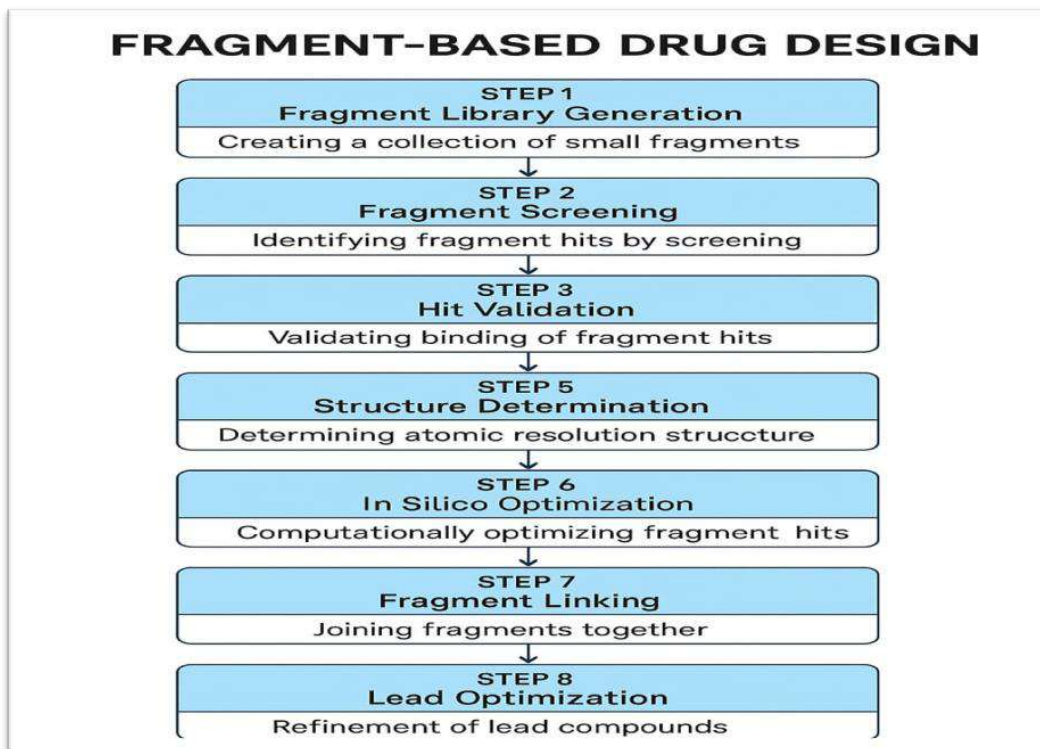 FRAGMENT-BASED DRUG DESIGN
STEP 1
Fragment Library Generation
Creating a collection of small fragments
STEP 2
Fragment Screening
Identifying fragment hits by screening
STEP 3
Hit Validation
Validating binding of fragment hits
STEP 5
Structure Determination
Determining atomic resolution struccture
STEP 6
In Silico Optimization
Computationally optimizing fragment hits
STEP 7
Fragment Linking
Joining fragments together
STEP 8
Lead Optimization
Refinement of lead compounds